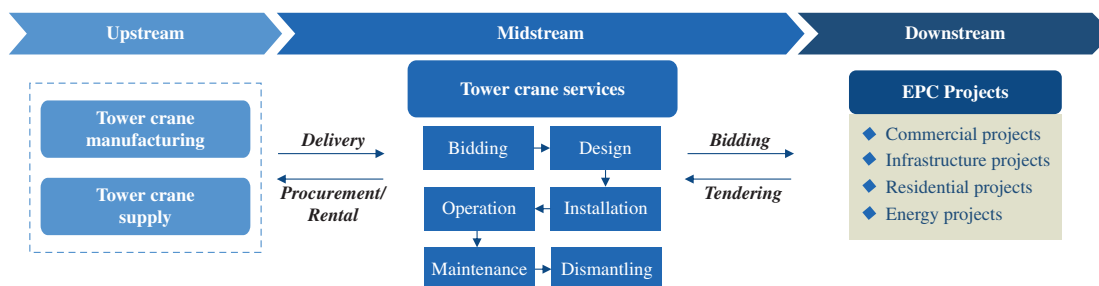 Upstream
Midstream
Downstream
Tower crane
manufacturing
Tower crane
supply
Delivery
Procurement/
Rental
Tower crane services
Bidding
Design
Operation
Installation
Maintenance
Dismantling
Bidding
Tendering
EPC Projects
◆ Commercial projects
◆ Infrastructure projects
◆ Residential projects
◆ Energy projects